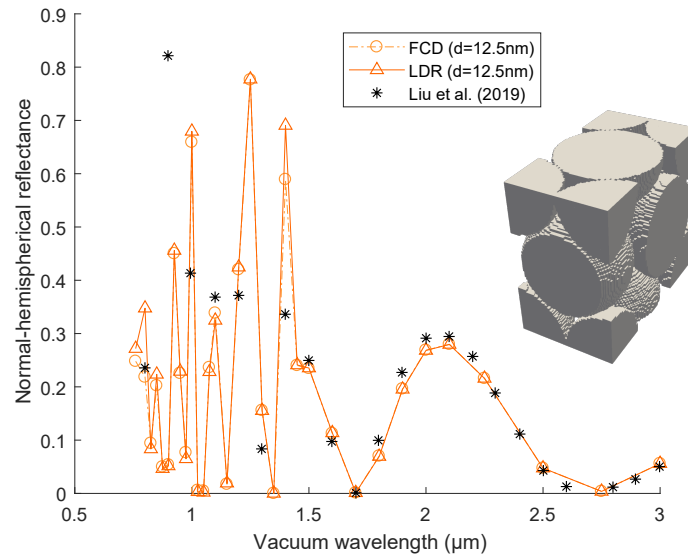 0.9
0.8
0.7
0.6
0.5
0.4
0.3
0.2
0.1
0
Normal-hemispherical reflectance
FCD (d=12.5nm)
LDR (d=12.5nm)
Liu et al. (2019)
0.5 1 1.5 2 2.5 3
Vacuum wavelength (μm)